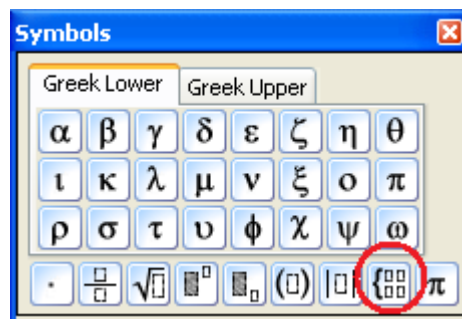 Symbols
Greek Lower Greek Upper
α β γ δ ε ζ η θ
ι κ λ μ ν ξ ο π
ρ σ τ υ ϕ χ ψ ω
· √ (▯) |▯| { π